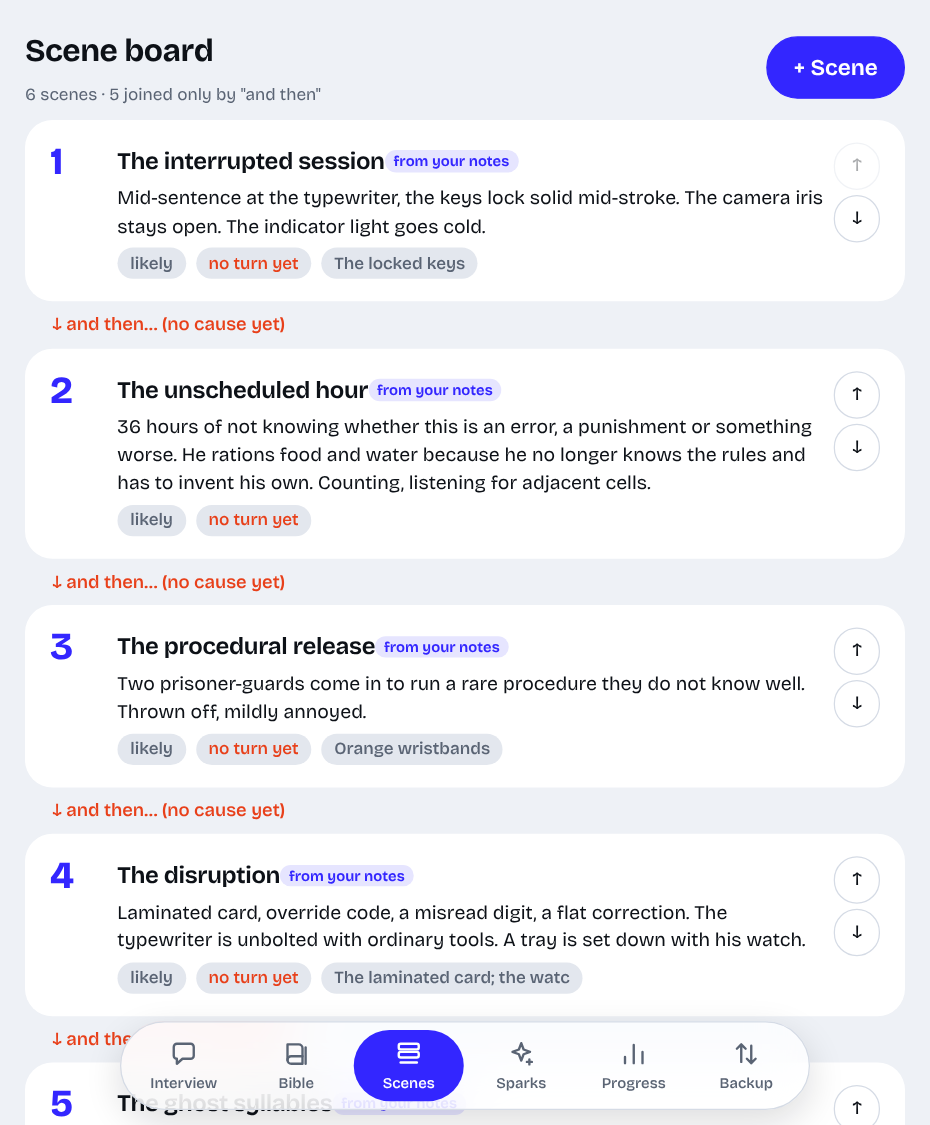 Scene board
+ Scene
6 scenes · 5 joined only by "and then"
1
The interrupted session from your notes
↑
Mid-sentence at the typewriter, the keys lock solid mid-stroke. The camera iris
stays open. The indicator light goes cold.
↓
likely no turn yet The locked keys
↓ and then... (no cause yet)
2
The unscheduled hour from your notes
↑
36 hours of not knowing whether this is an error, a punishment or something
worse. He rations food and water because he no longer knows the rules and
has to invent his own. Counting, listening for adjacent cells.
↓
likely no turn yet
↓ and then... (no cause yet)
3
The procedural release from your notes
↑
Two prisoner-guards come in to run a rare procedure they do not know well.
Thrown off, mildly annoyed.
↓
likely no turn yet Orange wristbands
↓ and then... (no cause yet)
4
The disruption from your notes
↑
Laminated card, override code, a misread digit, a flat correction. The
typewriter is unbolted with ordinary tools. A tray is set down with his watch.
↓
likely no turn yet The laminated card; the watc
↓ and the
5
The ghost syllables from your notes
↑
Interview Bible Scenes Sparks Progress Backup